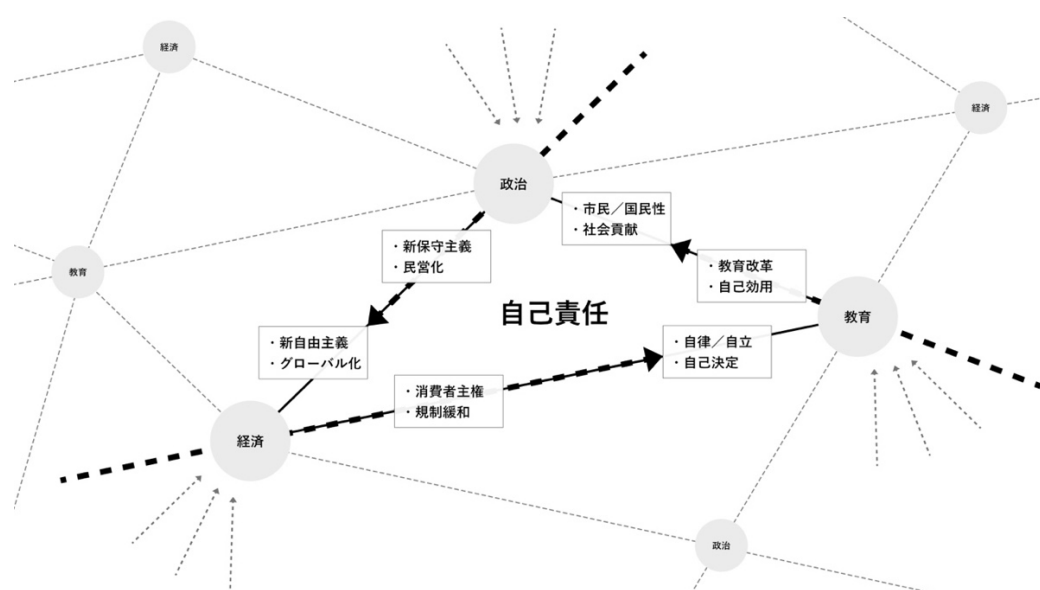 経済
経済
政治
・市民／国民性
・社会貢献
・新保守主義
・民営化
・教育改革
・自己効用
教育
自己責任
教育
・新自由主義
・グローバル化
・自律／自立
・自己決定
・消費者主権
・規制緩和
経済
政治